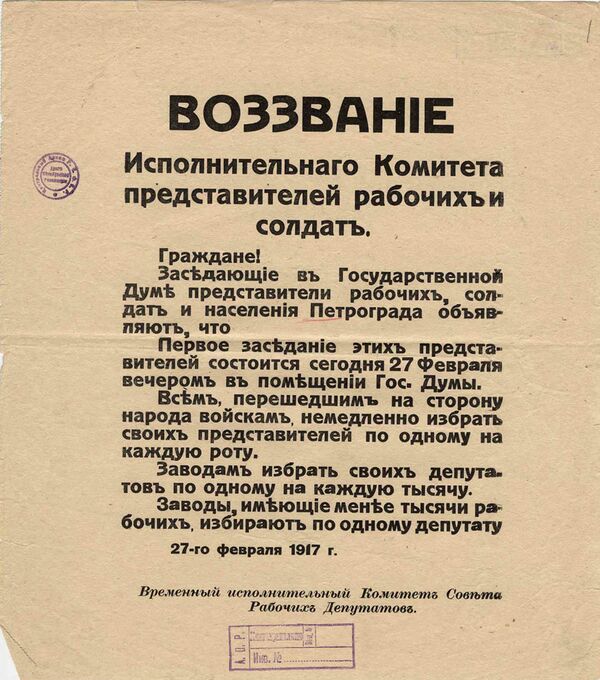 ВОЗЗВАНІЕ
Исполнительнаго Комитета
представителей рабочихъ и
солдатъ.
Граждане!
Засѣдающіе въ Государственной
Думѣ представители рабочихъ, сол-
датъ и населенія Петрограда объяв-
ляютъ, что
Первое засѣданіе этихъ предста-
вителей состоится сегодня 27 Февраля
вечеромъ въ помѣщеніи Гос. Думы.
Всѣмъ, перешедшимъ на сторону
народа войскамъ, немедленно избрать
своихъ представителей по одному на
каждую роту.
Заводамъ избрать своихъ депута-
товъ по одному на каждую тысячу.
Заводы, имѣющіе менѣе тысячи ра-
бочихъ, избираютъ по одному депутату
27-го февраля 1917 г.
Временный исполнительный Комитетъ Совѣта
Рабочихъ Депутатовъ.
А.О.Р.
Инв. №